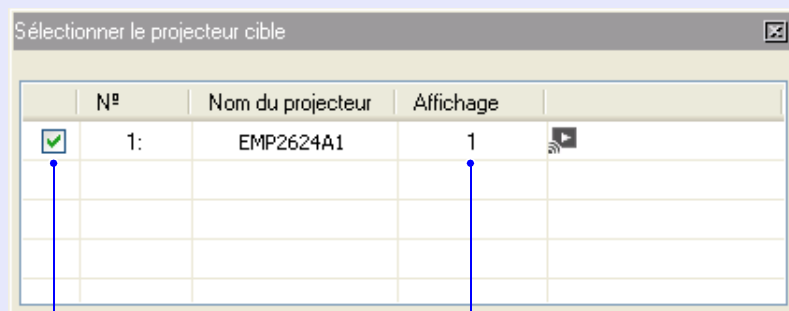 Sélectionner le projecteur cible
Nº Nom du projecteur Affichage
1: EMP2624A1 1